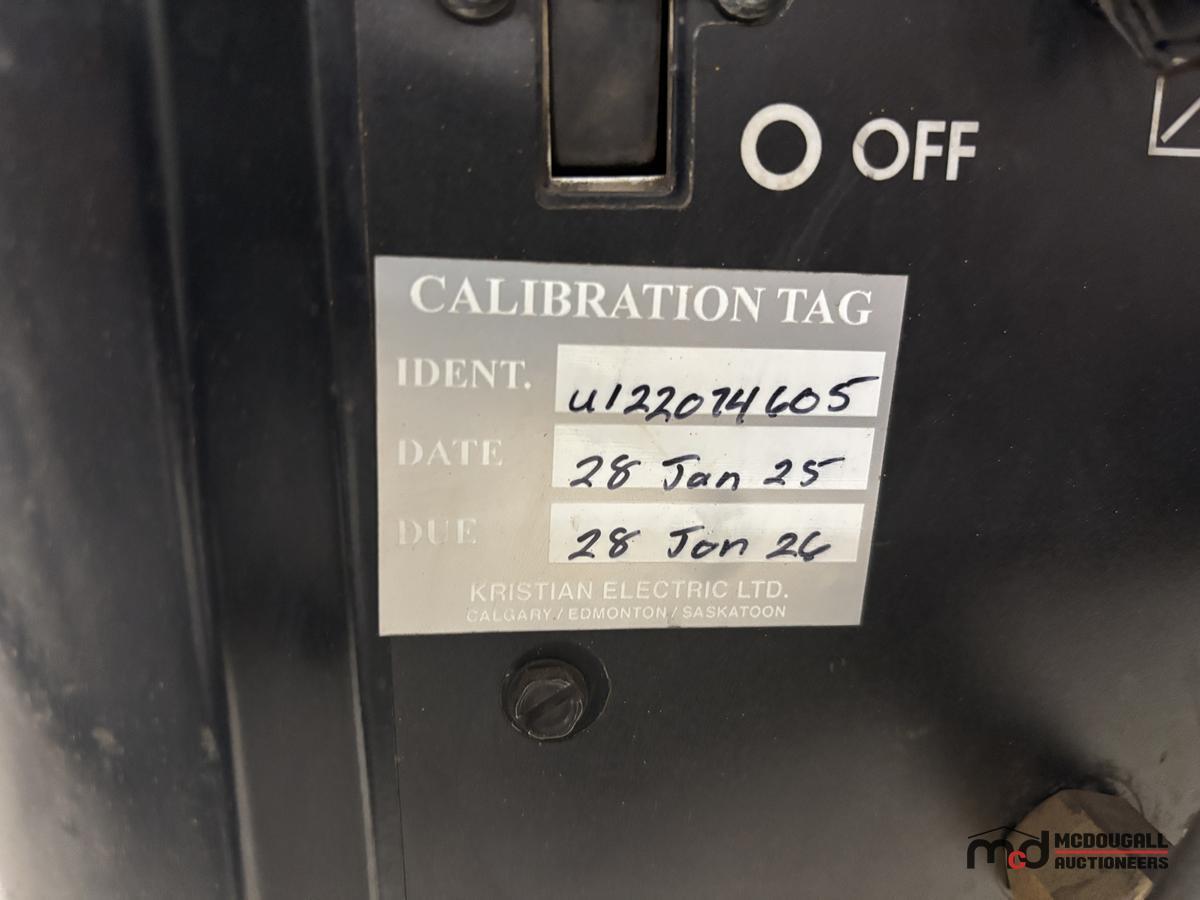 O OFF
CALIBRATION TAG
IDENT. U122074605
DATE 28 Jan 25
DUE 28 Jan 26
KRISTIAN ELECTRIC LTD.
CALGARY / EDMONTON / SASKATOON
mcd MCDOUGALL
AUCTIONEERS